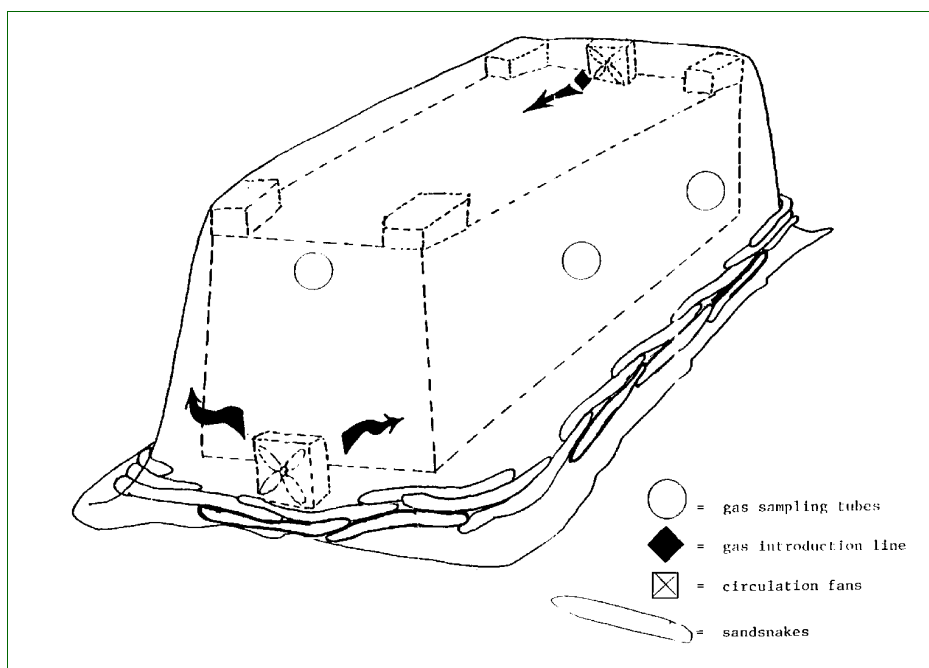 = gas sampling tubes
= gas introduction line
= circulation fans
= sandsnakes